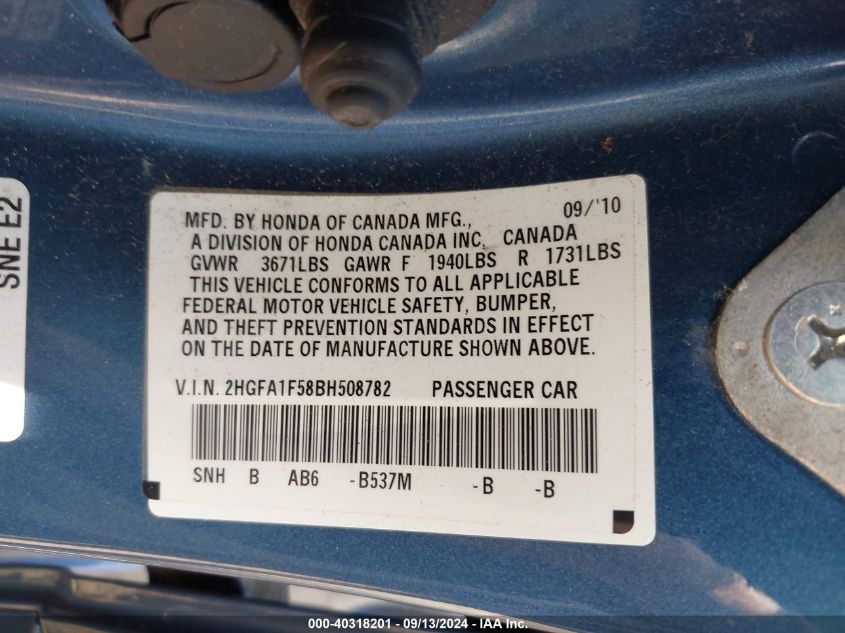 SNE E2
09/'10
MFD. BY HONDA OF CANADA MFG.,
A DIVISION OF HONDA CANADA INC. CANADA
GVWR 3671LBS GAWR F 1940LBS R 1731LBS
THIS VEHICLE CONFORMS TO ALL APPLICABLE
FEDERAL MOTOR VEHICLE SAFETY, BUMPER,
AND THEFT PREVENTION STANDARDS IN EFFECT
ON THE DATE OF MANUFACTURE SHOWN ABOVE.
V.I.N. 2HGFA1F58BH508782 PASSENGER CAR
SNH B AB6 -B537M -B -B
000-40318201 - 09/13/2024 - IAA Inc.